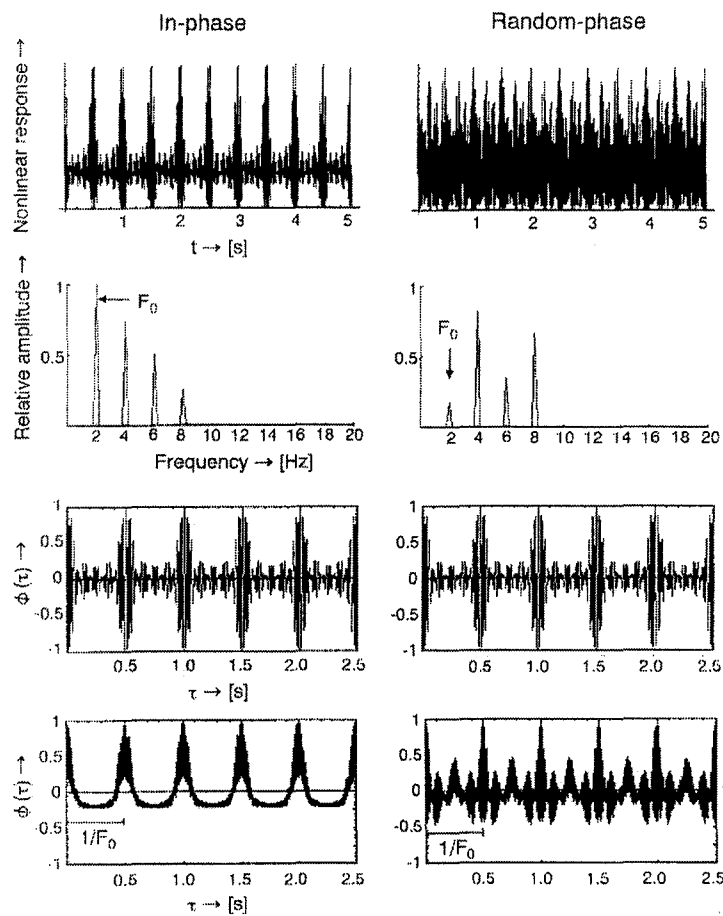 In-phase
Random-phase
Nonlinear response →
1 2 3 4 5
t → [s]
1 2 3 4 5
Relative amplitude →
1
0.5
F₀
2 4 6 8 10 12 14 16 18 20
Frequency → [Hz]
1
0.5
F₀
2 4 6 8 10 12 14 16 18 20
ϕ (τ) →
1
0.5
0
-0.5
-1
0.5 1.0 1.5 2.0 2.5
τ → [s]
1
0.5
0
-0.5
-1
0.5 1.0 1.5 2.0 2.5
ϕ (τ) →
1
0.5
0
-0.5
-1
1/F₀
0.5 1.0 1.5 2.0 2.5
τ → [s]
1
0.5
0
-0.5
-1
1/F₀
0.5 1.0 1.5 2.0 2.5